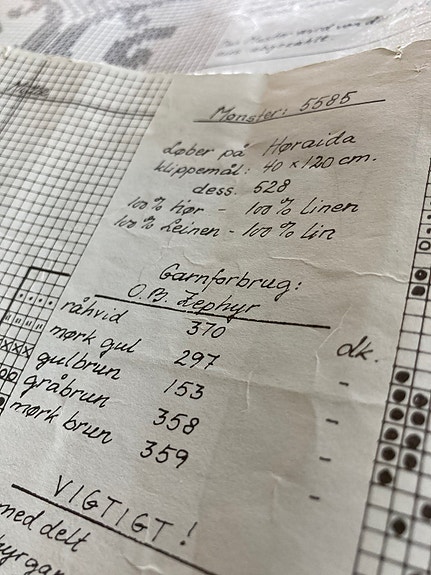 Mønster: 5585
Løber på Høraida
klippemål: 40 x 120 cm.
dess. 528
100% Hør - 100% Linen
100% Leinen - 100% Lin
Garnforbrug:
O.B. Zephyr
råhvid 370 dk.
mørk gul 297 -
gulbrun 153 -
gråbrun 358 -
mørk brun 359 -
VIGTIGT!
med delt